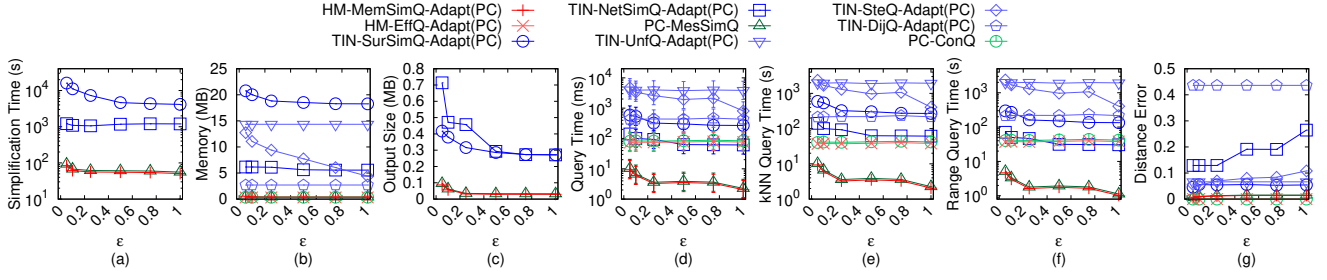 HM-MemSimQ-Adapt(PC) TIN-NetSimQ-Adapt(PC) TIN-SteQ-Adapt(PC)
HM-EffQ-Adapt(PC) PC-MesSimQ TIN-DijQ-Adapt(PC)
TIN-SurSimQ-Adapt(PC) TIN-UnfQ-Adapt(PC) PC-ConQ
Simplification Time (s)
10^4
10^3
10^2
10^1
0 0.2 0.4 0.6 0.8 1
ε
(a)
Memory (MB)
25
20
15
10
5
0
0 0.2 0.4 0.6 0.8 1
ε
(b)
Output Size (MB)
0.8
0.7
0.6
0.5
0.4
0.3
0.2
0.1
0
0 0.2 0.4 0.6 0.8 1
ε
(c)
Query Time (ms)
10^4
10^3
10^2
10^1
10^0
0 0.2 0.4 0.6 0.8 1
ε
(d)
kNN Query Time (s)
10^3
10^2
10^1
10^0
0 0.2 0.4 0.6 0.8 1
ε
(e)
Range Query Time (s)
10^3
10^2
10^1
10^0
0 0.2 0.4 0.6 0.8 1
ε
(f)
Distance Error
0.5
0.4
0.3
0.2
0.1
0
0 0.2 0.4 0.6 0.8 1
ε
(g)